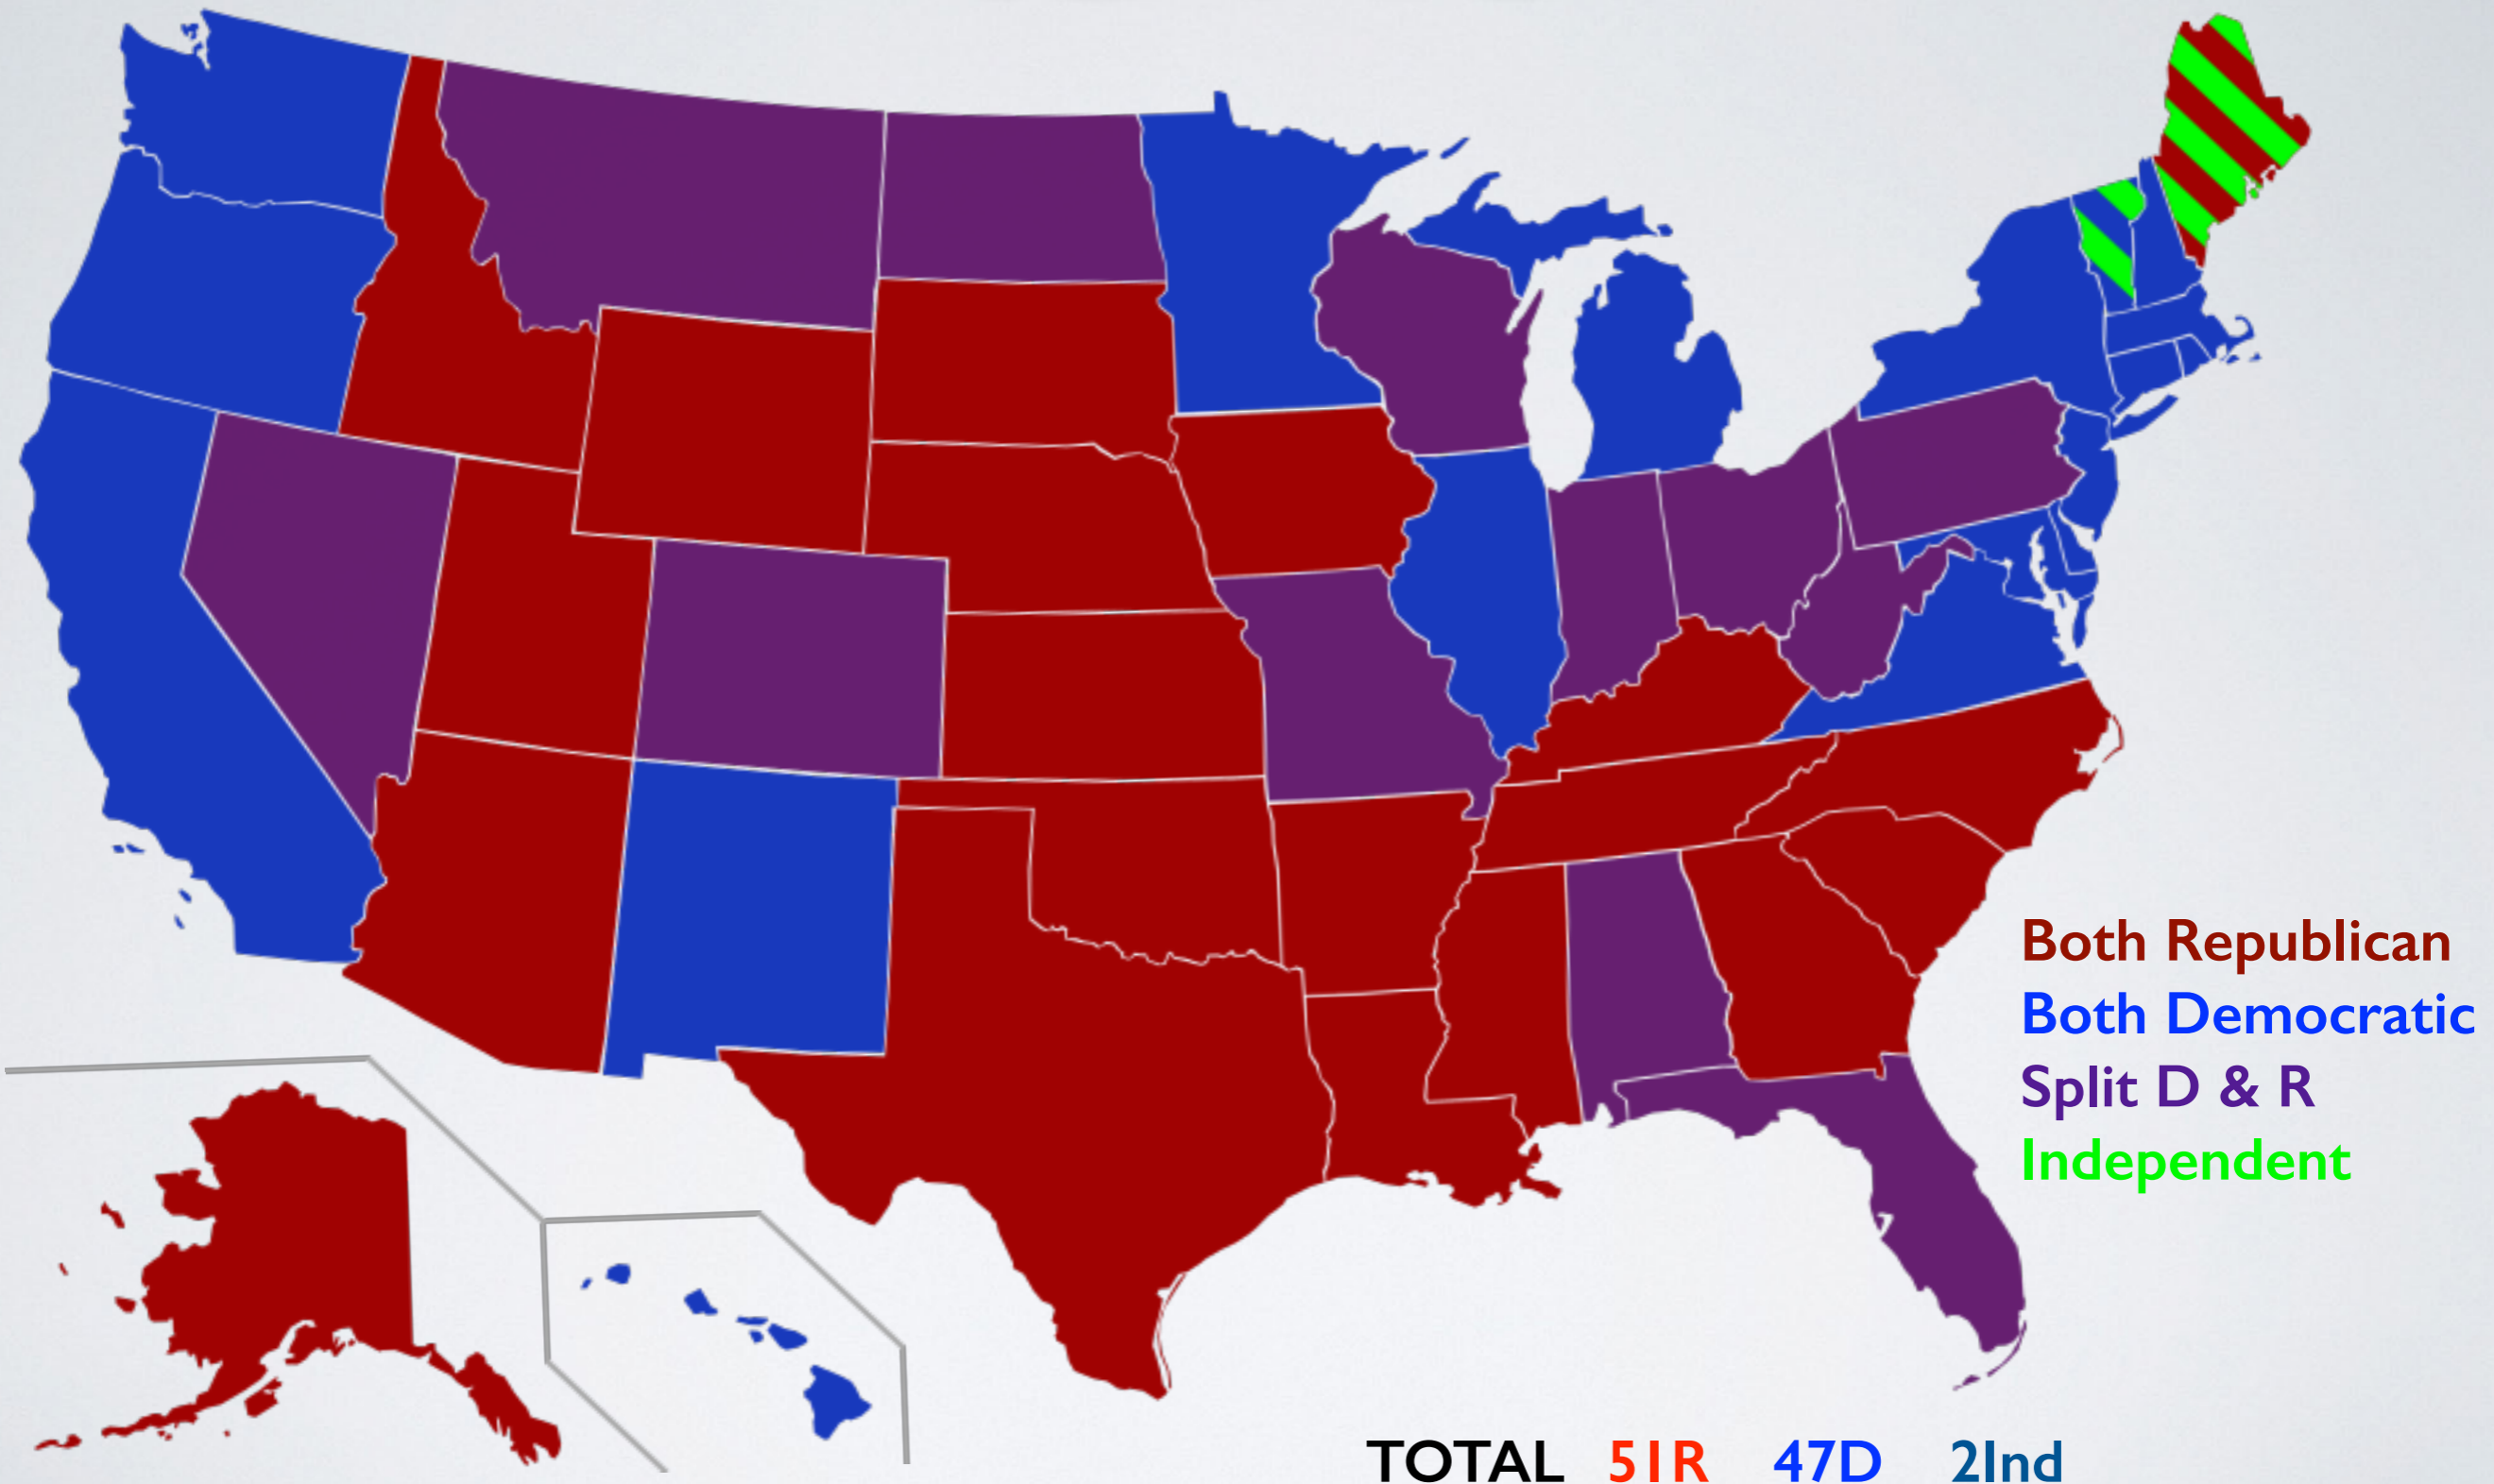 Both Republican
Both Democratic
Split D & R
Independent
TOTAL 51R 47D 2Ind